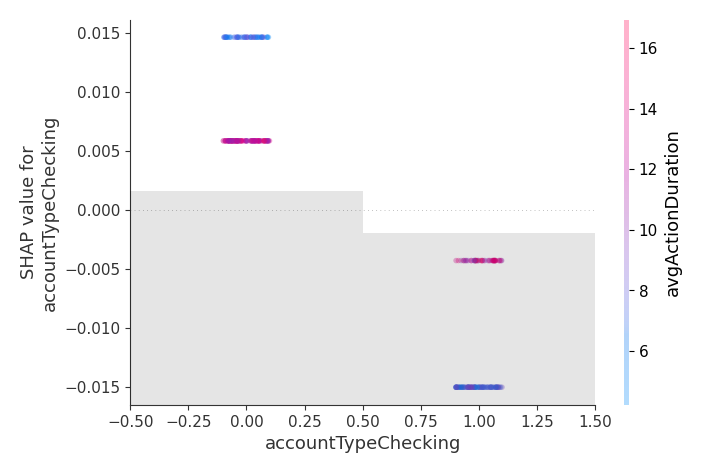 0.015
0.010
0.005
0.000
−0.005
−0.010
−0.015
SHAP value for
accountTypeChecking
−0.50 −0.25 0.00 0.25 0.50 0.75 1.00 1.25 1.50
accountTypeChecking
16
14
12
10
8
6
avgActionDuration